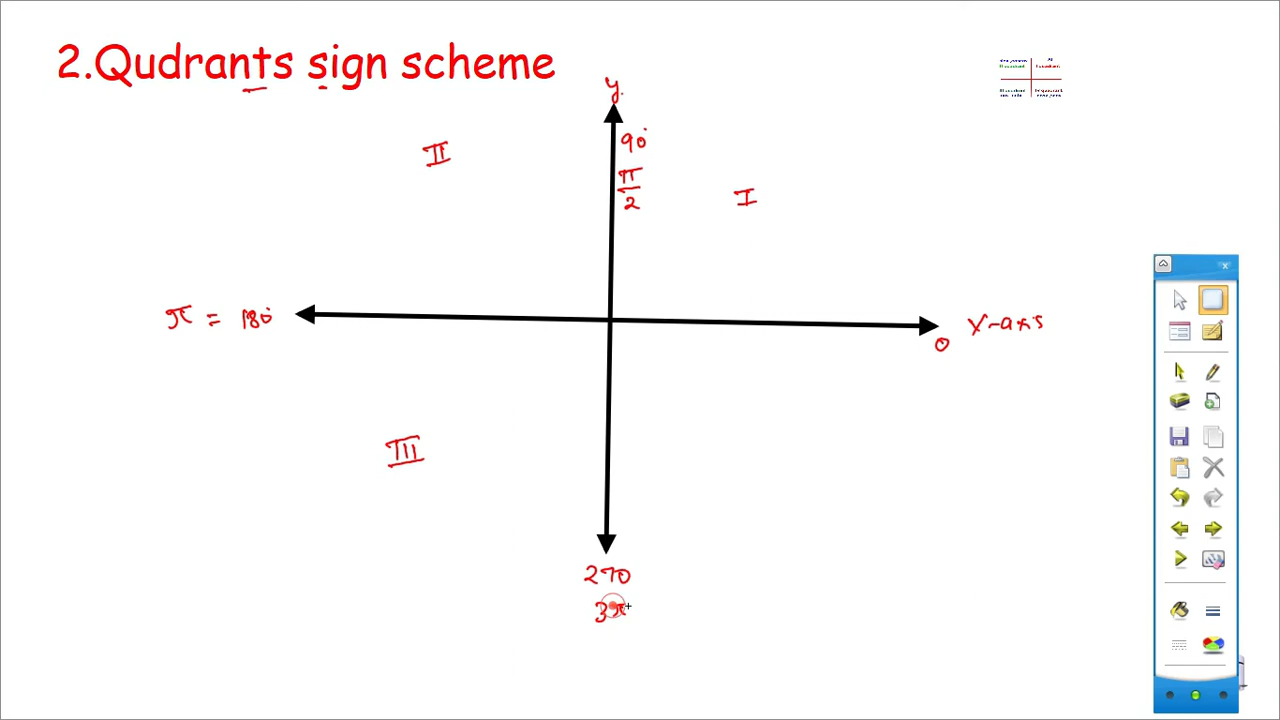 2.Qudrants sign scheme
y
90°
π/2
II
I
π = 180°
x-axis
0
III
270
3π